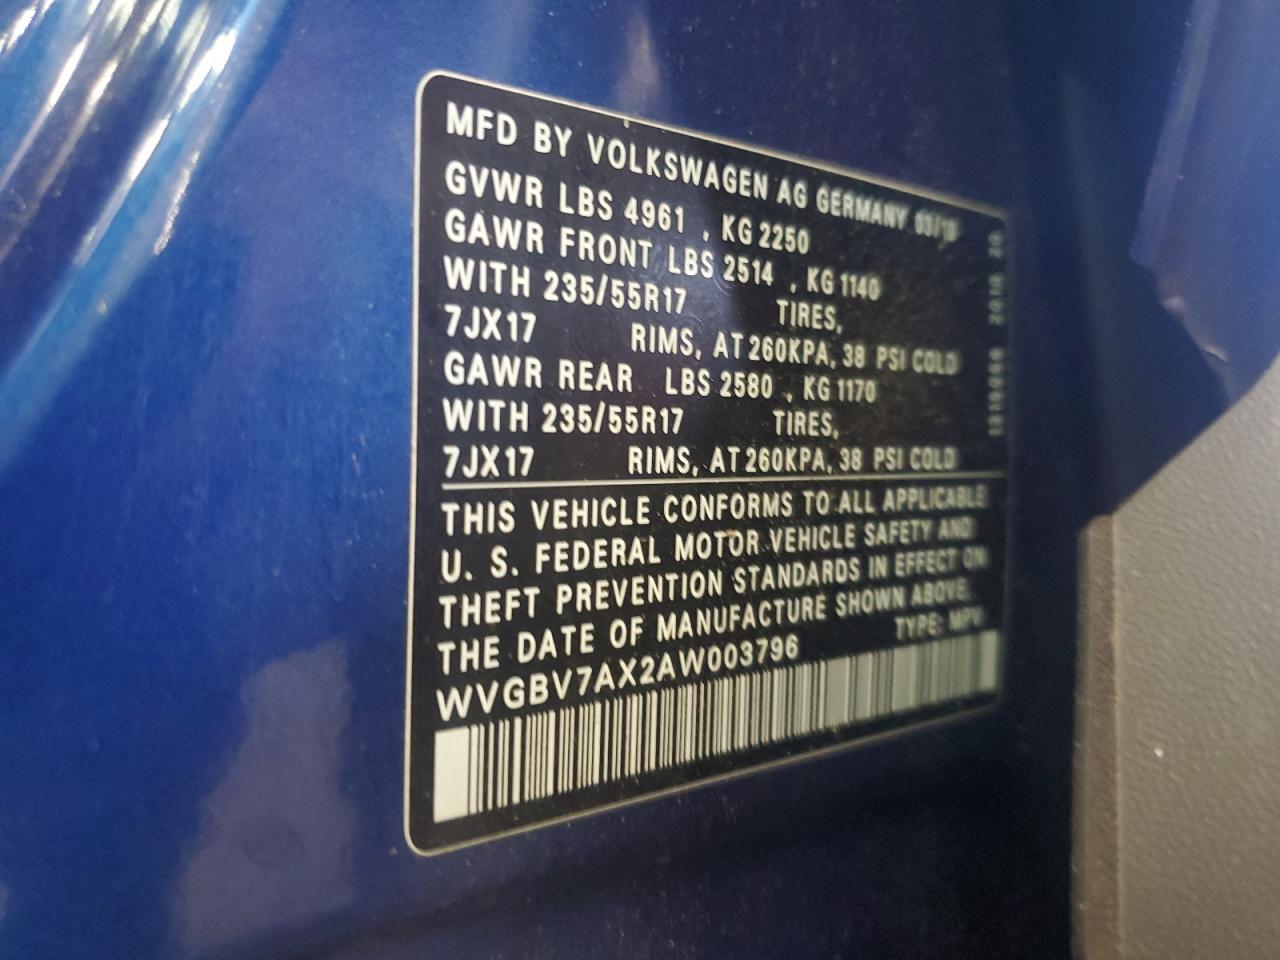 MFD BY VOLKSWAGEN AG GERMANY 03/10
GVWR LBS 4961 , KG 2250
GAWR FRONT LBS 2514 , KG 1140
WITH 235/55R17 TIRES,
7JX17 RIMS, AT 260KPA, 38 PSI COLD
GAWR REAR LBS 2580 , KG 1170
WITH 235/55R17 TIRES,
7JX17 RIMS, AT 260KPA, 38 PSI COLD
THIS VEHICLE CONFORMS TO ALL APPLICABLE
U. S. FEDERAL MOTOR VEHICLE SAFETY AND
THEFT PREVENTION STANDARDS IN EFFECT ON
THE DATE OF MANUFACTURE SHOWN ABOVE.
WVGBV7AX2AW003796 TYPE: MPV